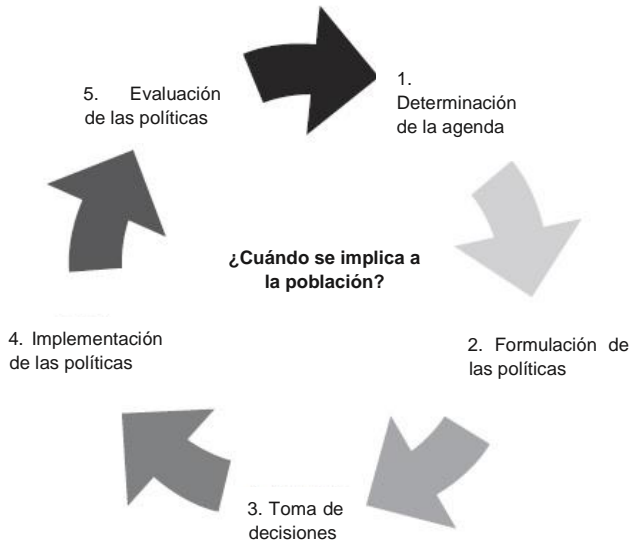 1.
Determinación
de la agenda
2. Formulación de
las políticas
3. Toma de
decisiones
4. Implementación
de las políticas
5. Evaluación
de las políticas
¿Cuándo se implica a
la población?